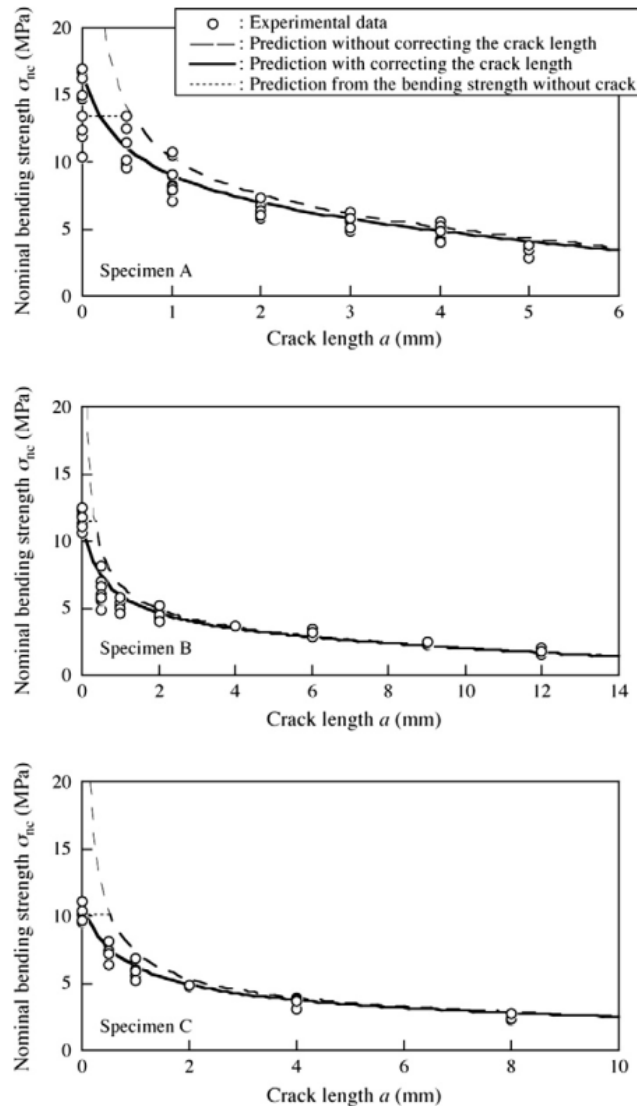 : Experimental data
: Prediction without correcting the crack length
: Prediction with correcting the crack length
: Prediction from the bending strength without crack
Nominal bending strength σnc (MPa)
20
15
10
5
0
Specimen A
0 1 2 3 4 5 6
Crack length a (mm)
Nominal bending strength σnc (MPa)
20
15
10
5
0
Specimen B
0 2 4 6 8 10 12 14
Crack length a (mm)
Nominal bending strength σnc (MPa)
20
15
10
5
0
Specimen C
0 2 4 6 8 10
Crack length a (mm)